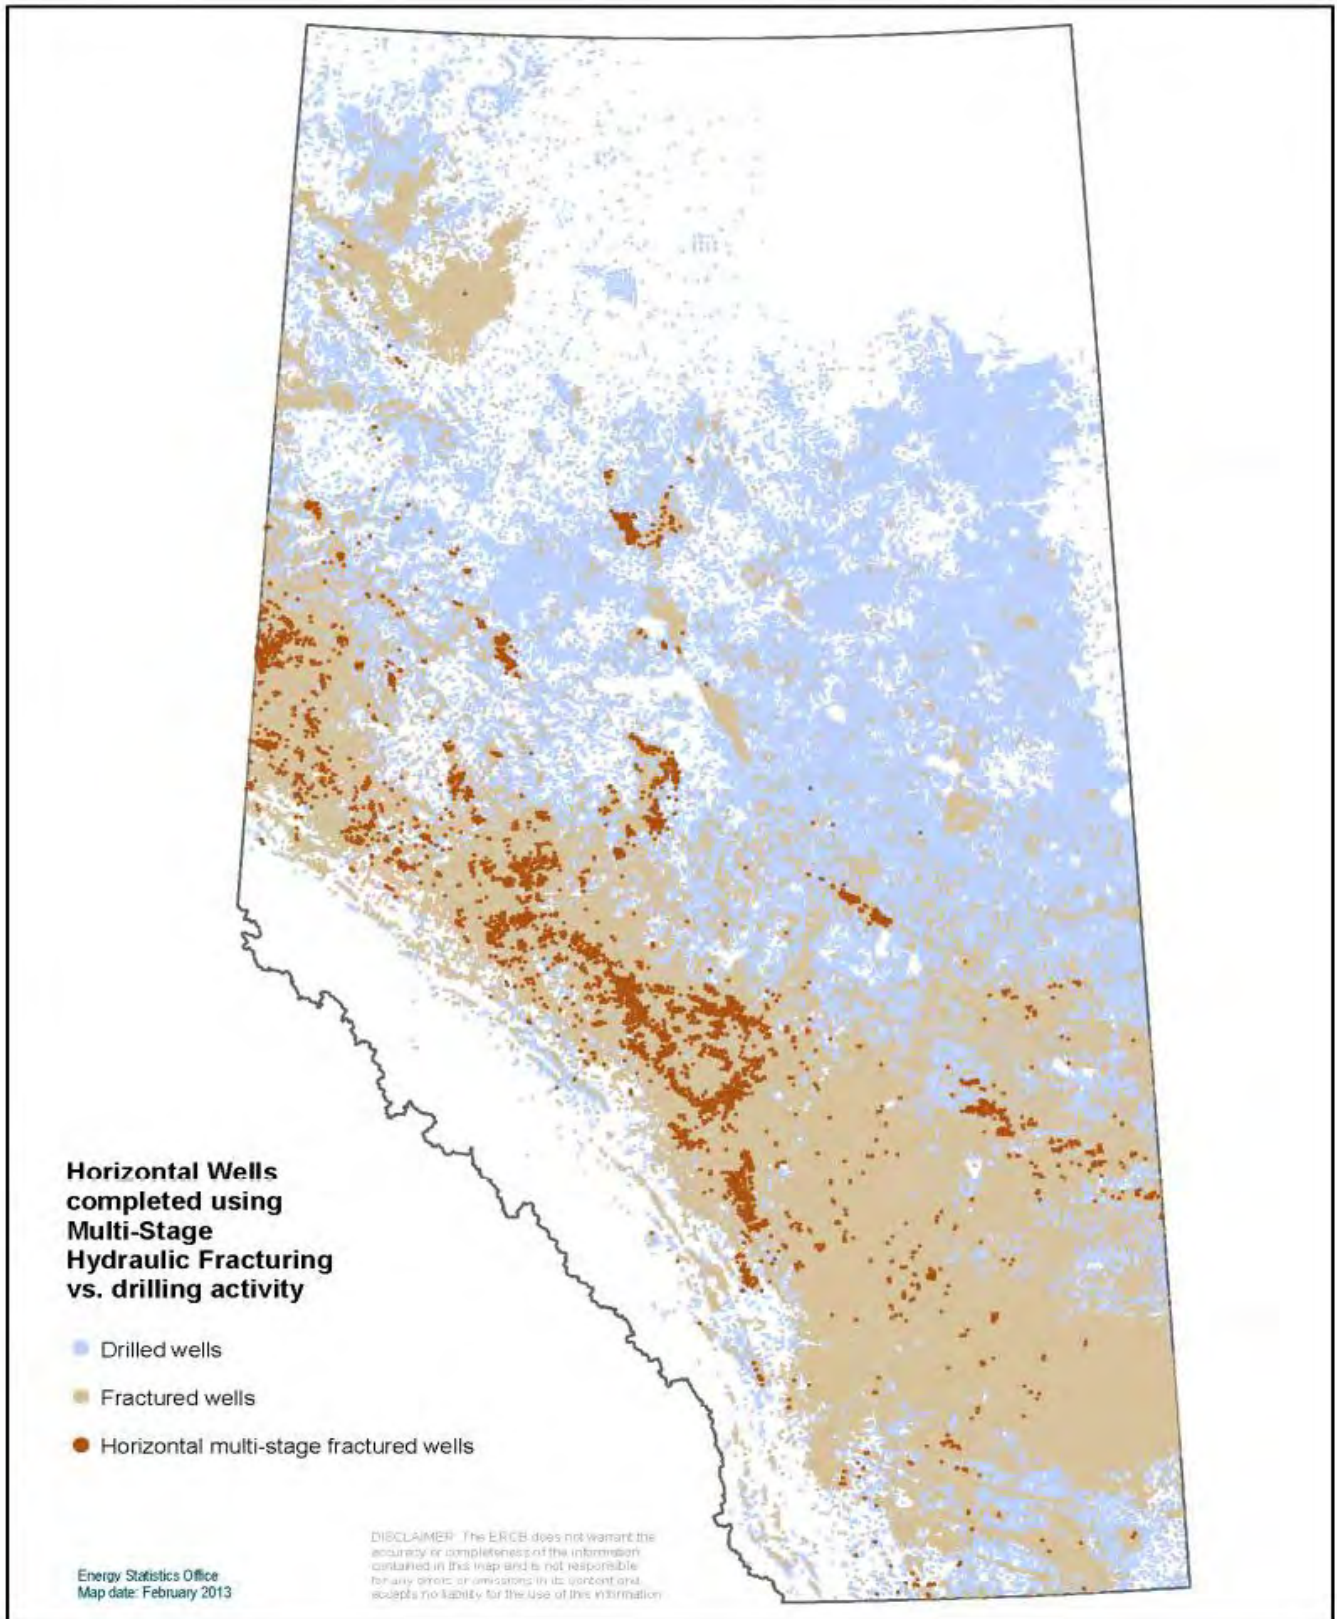 Horizontal Wells
completed using
Multi-Stage
Hydraulic Fracturing
vs. drilling activity
Drilled wells
Fractured wells
Horizontal multi-stage fractured wells
DISCLAIMER: The ERCB does not warrant the
accuracy or completeness of the information
contained in this map and is not responsible
for any errors or omissions in its content and
accepts no liability for the use of this information
Energy Statistics Office
Map date: February 2013